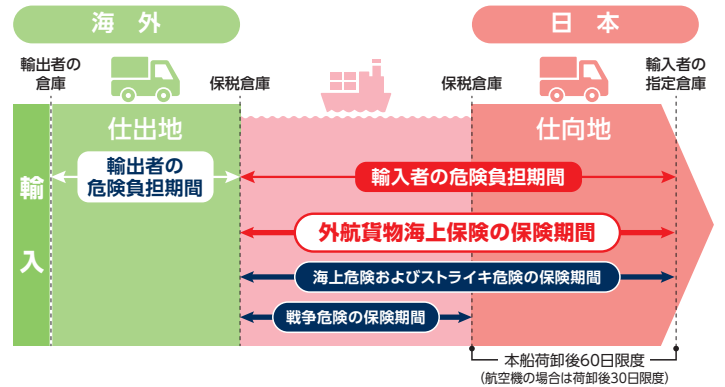 海 外
日 本
輸出者の
倉庫
保税倉庫
保税倉庫
輸入者の
指定倉庫
仕出地
仕向地
輸
入
輸出者の
危険負担期間
輸入者の危険負担期間
外航貨物海上保険の保険期間
海上危険およびストライキ危険の保険期間
戦争危険の保険期間
本船荷卸後60日限度
(航空機の場合は荷卸後30日限度)